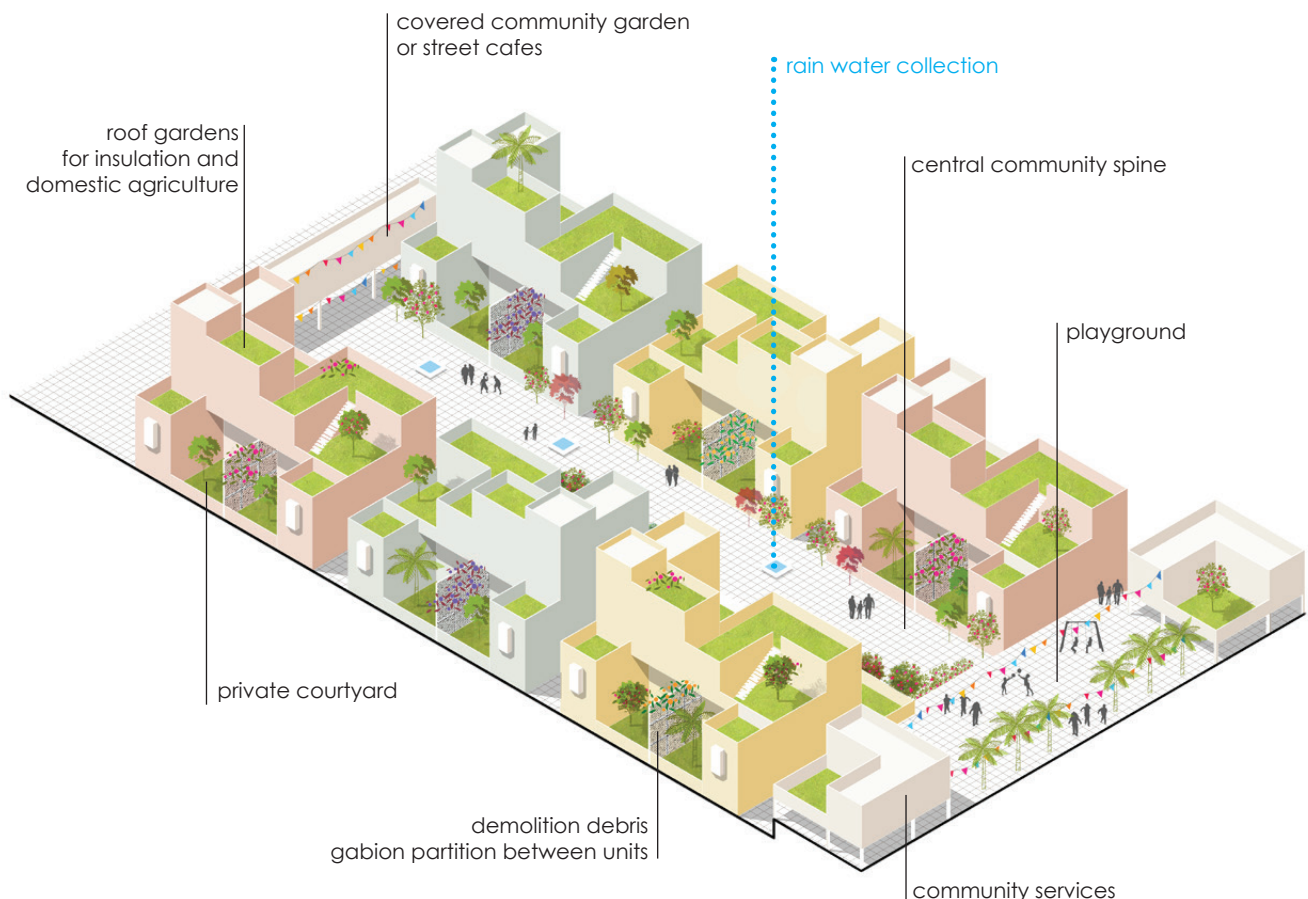 covered community garden
or street cafes
rain water collection
roof gardens
for insulation and
domestic agriculture
central community spine
playground
private courtyard
demolition debris
gabion partition between units
community services